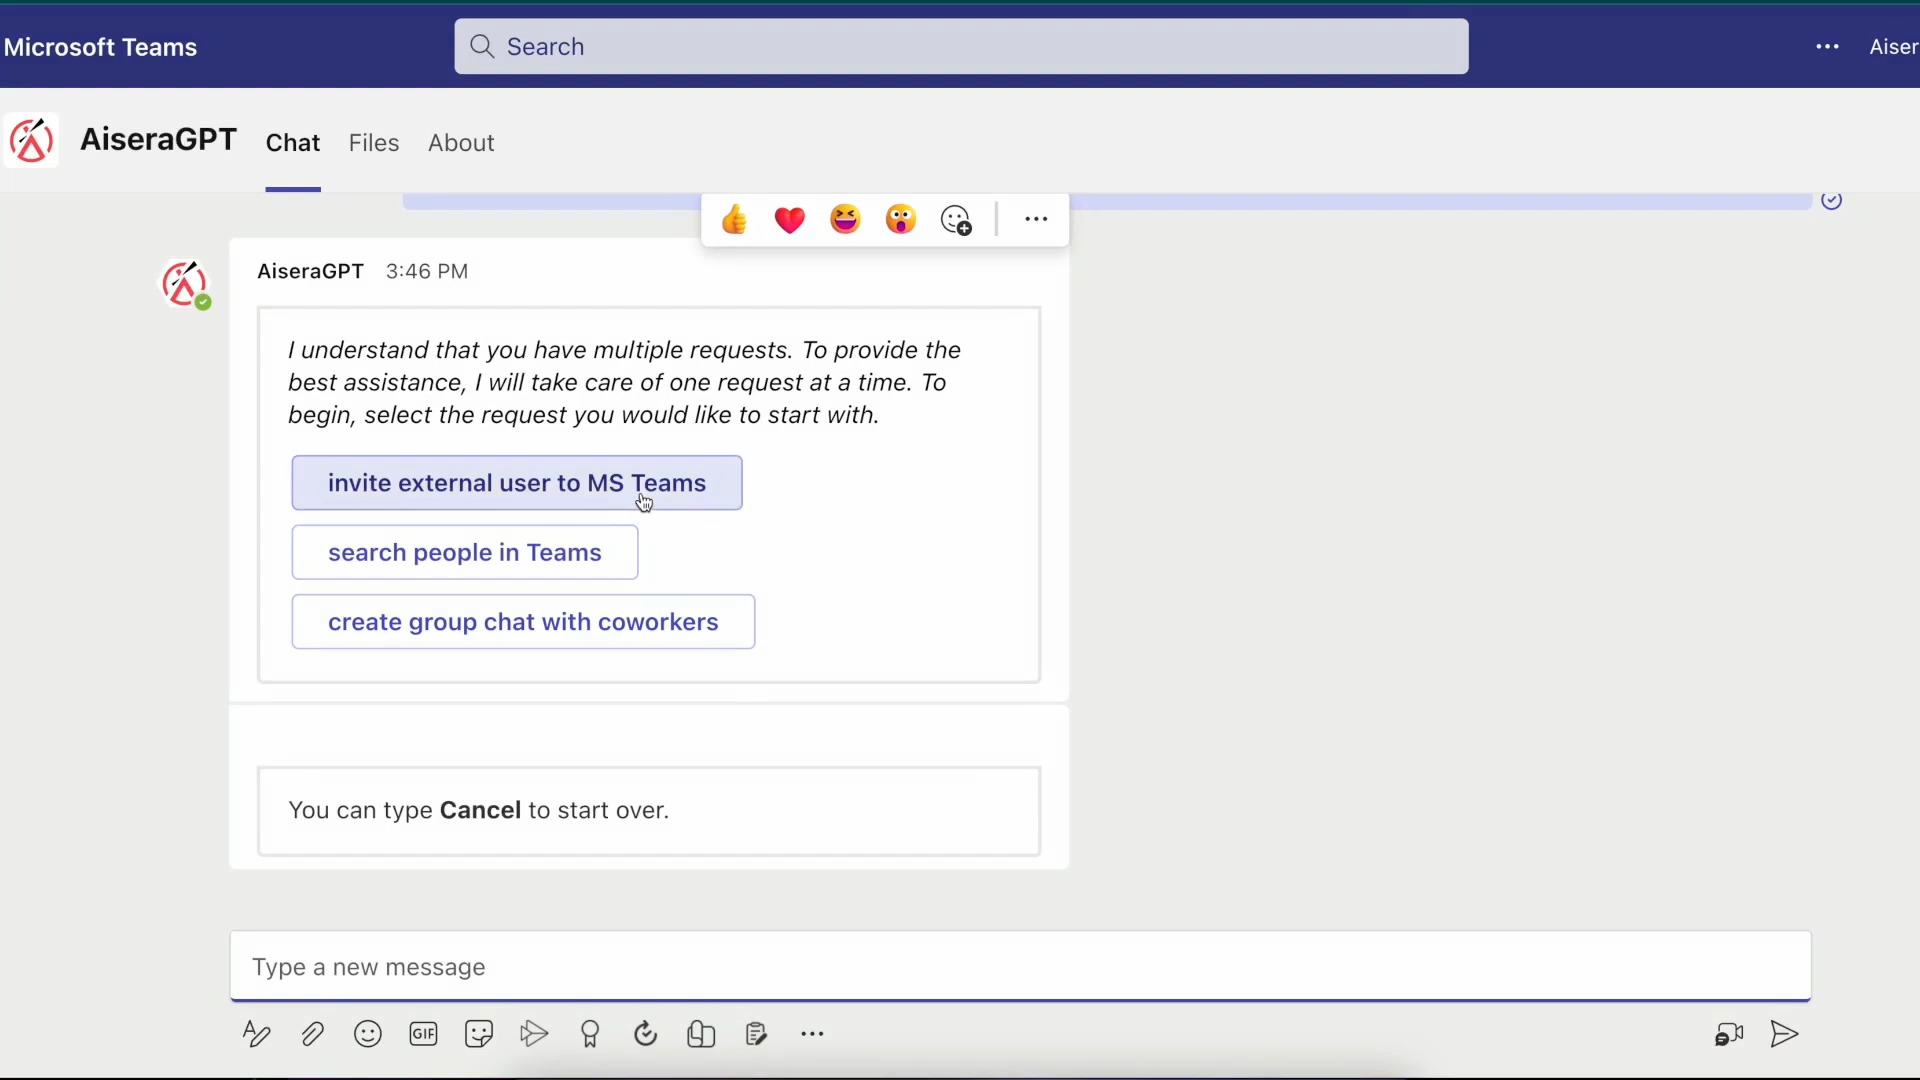 Microsoft Teams
Search
Aiser
AiseraGPT
Chat
Files
About
AiseraGPT 3:46 PM
I understand that you have multiple requests. To provide the
best assistance, I will take care of one request at a time. To
begin, select the request you would like to start with.
invite external user to MS Teams
search people in Teams
create group chat with coworkers
You can type Cancel to start over.
Type a new message
GIF